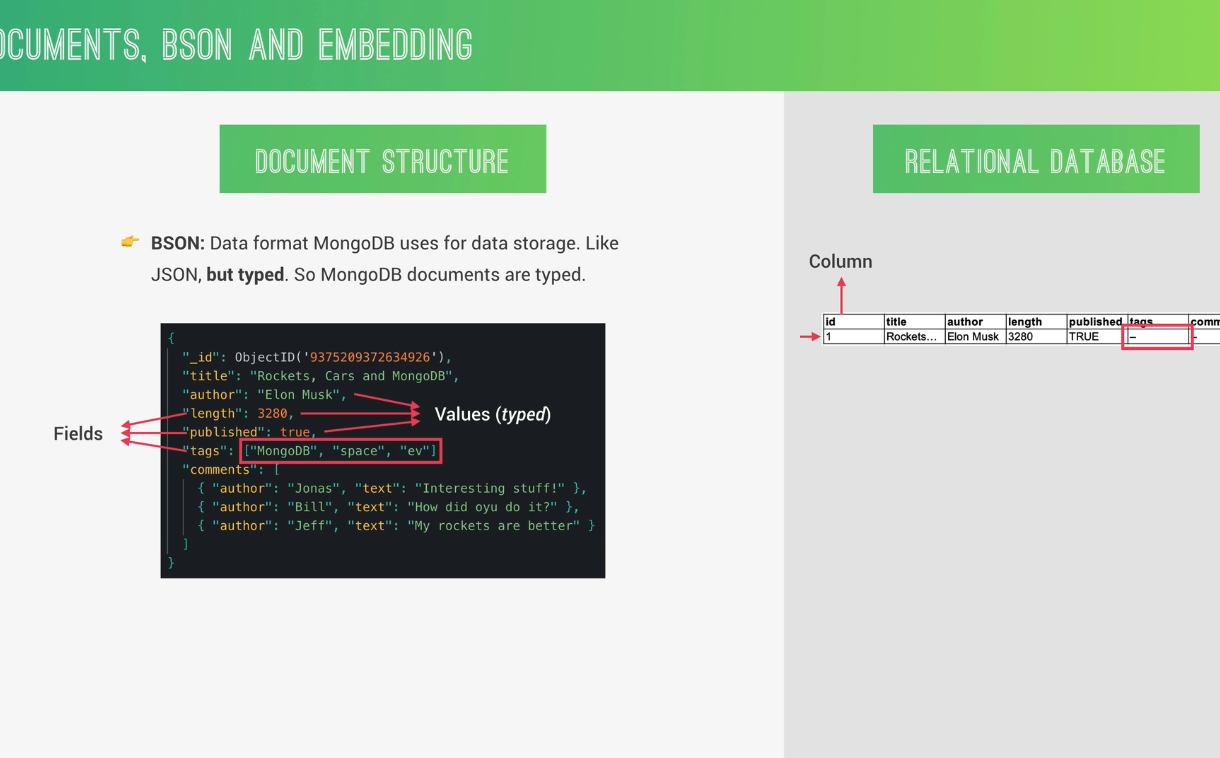 OCUMENTS, BSON AND EMBEDDING
DOCUMENT STRUCTURE
BSON: Data format MongoDB uses for data storage. Like
JSON, but typed. So MongoDB documents are typed.
{
"_id": ObjectID('9375209372634926'),
"title": "Rockets, Cars and MongoDB",
"author": "Elon Musk",
"length": 3280,
"published": true,
"tags": ["MongoDB", "space", "ev"]
"comments": [
{ "author": "Jonas", "text": "Interesting stuff!" },
{ "author": "Bill", "text": "How did oyu do it?" },
{ "author": "Jeff", "text": "My rockets are better" }
]
}
Fields
Values (typed)
RELATIONAL DATABASE
Column
id title author length published tags comm
1 Rockets... Elon Musk 3280 TRUE – –